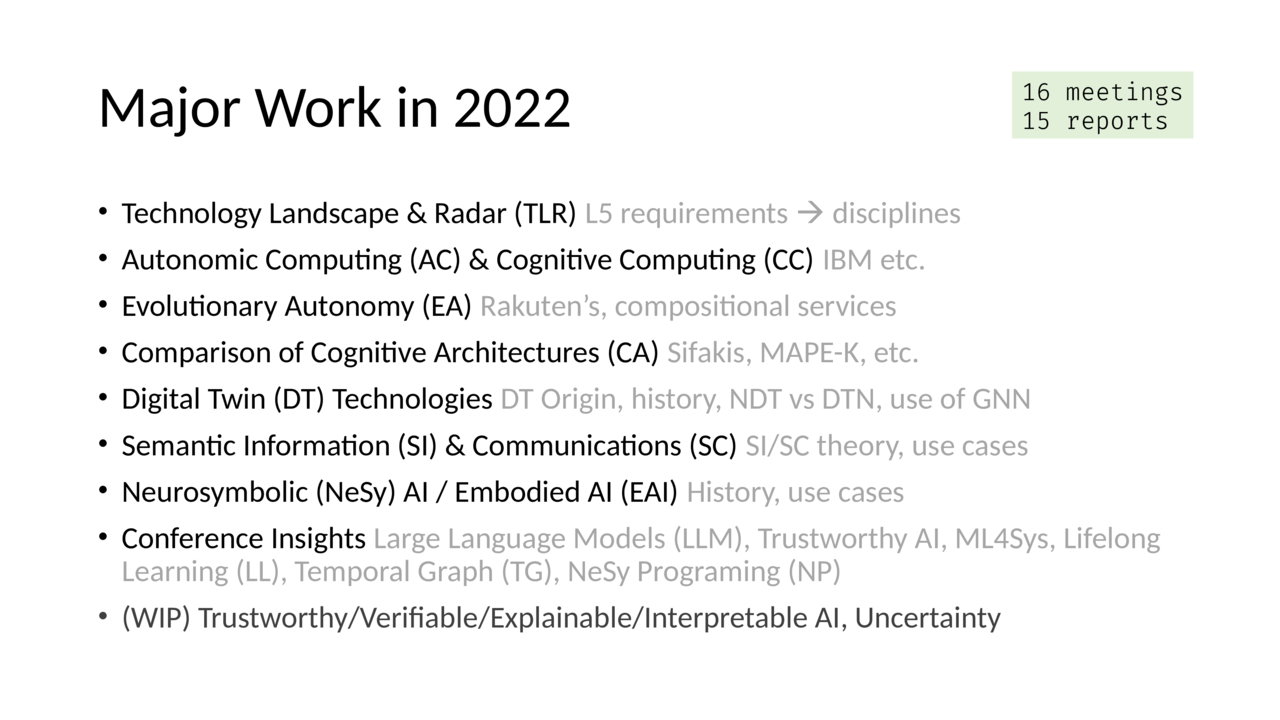 Major Work in 2022
16 meetings
15 reports
• Technology Landscape & Radar (TLR) L5 requirements → disciplines
• Autonomic Computing (AC) & Cognitive Computing (CC) IBM etc.
• Evolutionary Autonomy (EA) Rakuten’s, compositional services
• Comparison of Cognitive Architectures (CA) Sifakis, MAPE-K, etc.
• Digital Twin (DT) Technologies DT Origin, history, NDT vs DTN, use of GNN
• Semantic Information (SI) & Communications (SC) SI/SC theory, use cases
• Neurosymbolic (NeSy) AI / Embodied AI (EAI) History, use cases
• Conference Insights Large Language Models (LLM), Trustworthy AI, ML4Sys, Lifelong
Learning (LL), Temporal Graph (TG), NeSy Programing (NP)
• (WIP) Trustworthy/Verifiable/Explainable/Interpretable AI, Uncertainty